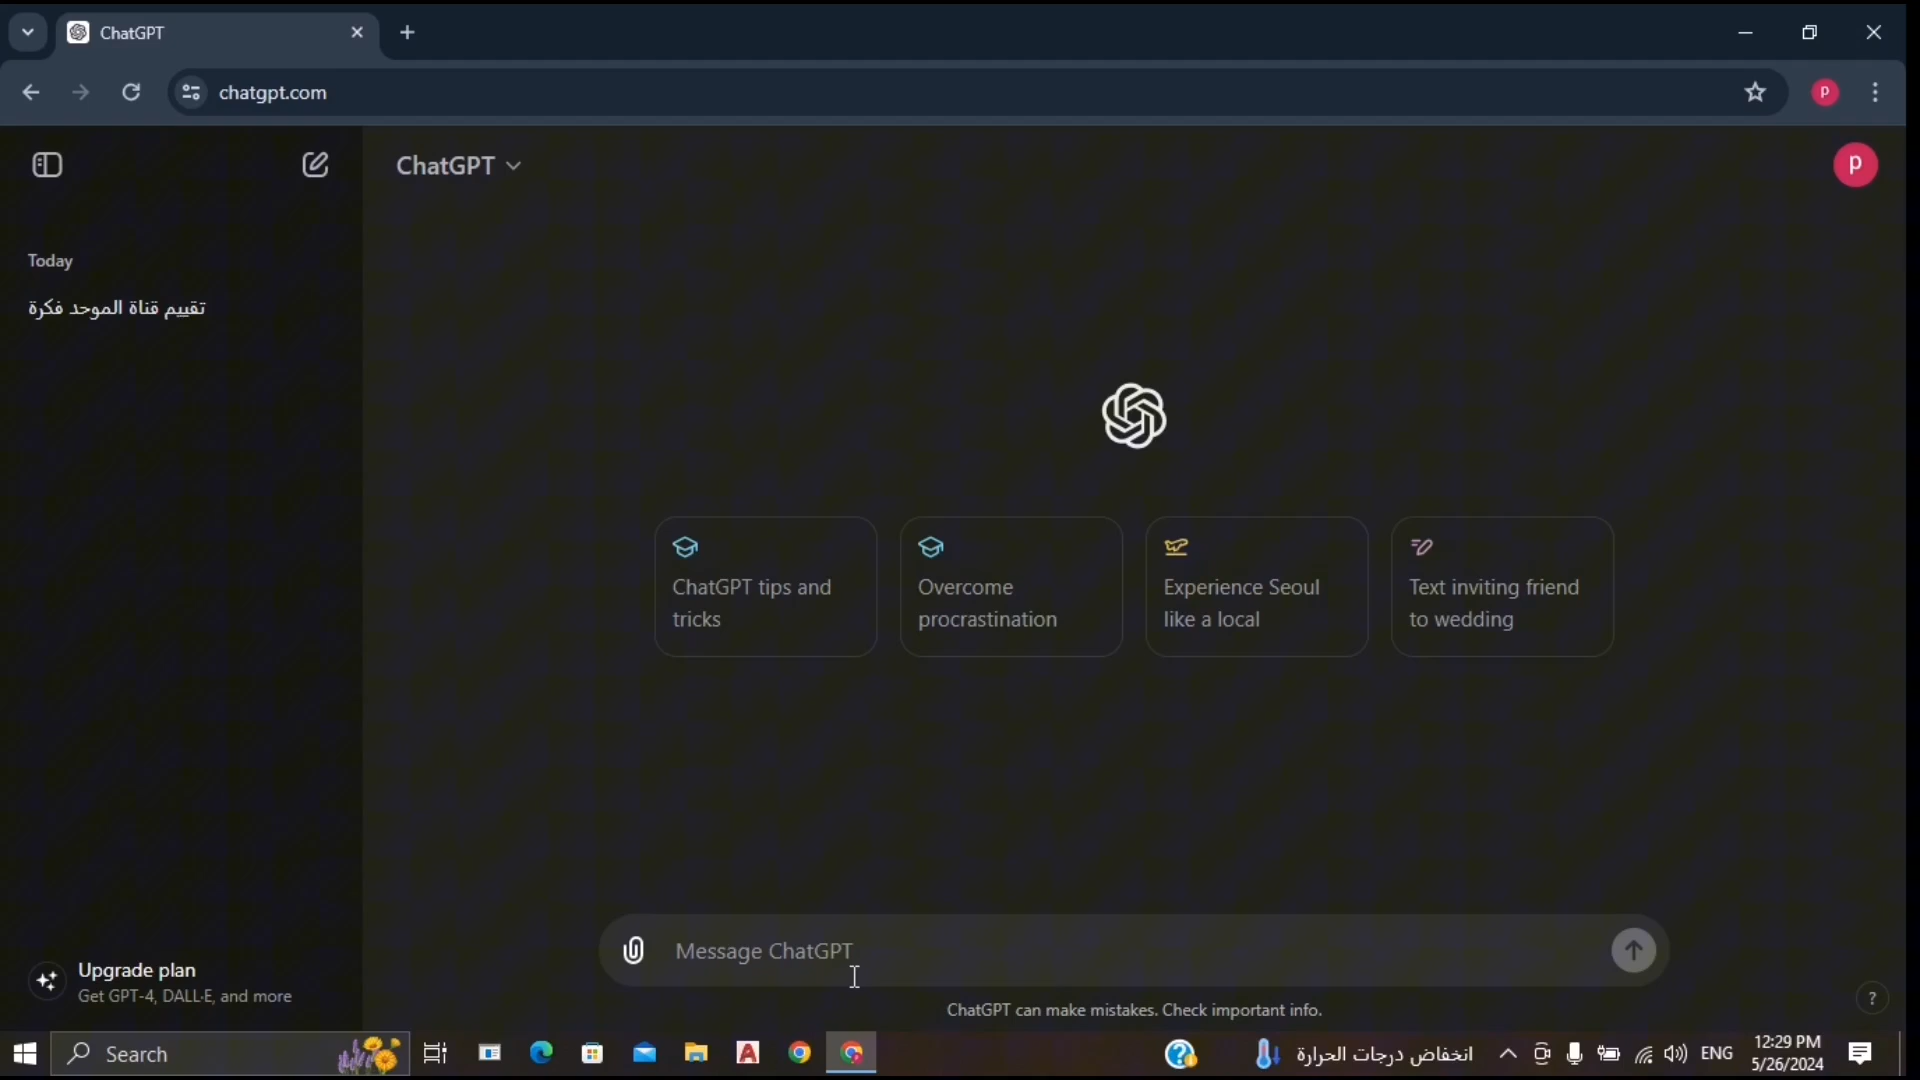 ChatGPT
chatgpt.com
P
ChatGPT
P
Today
تقييم قناة الموحد فكرة
ChatGPT tips and
tricks
Overcome
procrastination
Experience Seoul
like a local
Text inviting friend
to wedding
Message ChatGPT
Upgrade plan
Get GPT-4, DALL·E, and more
ChatGPT can make mistakes. Check important info.
?
Search
انخفاض درجات الحرارة
ENG
12:29 PM
5/26/2024